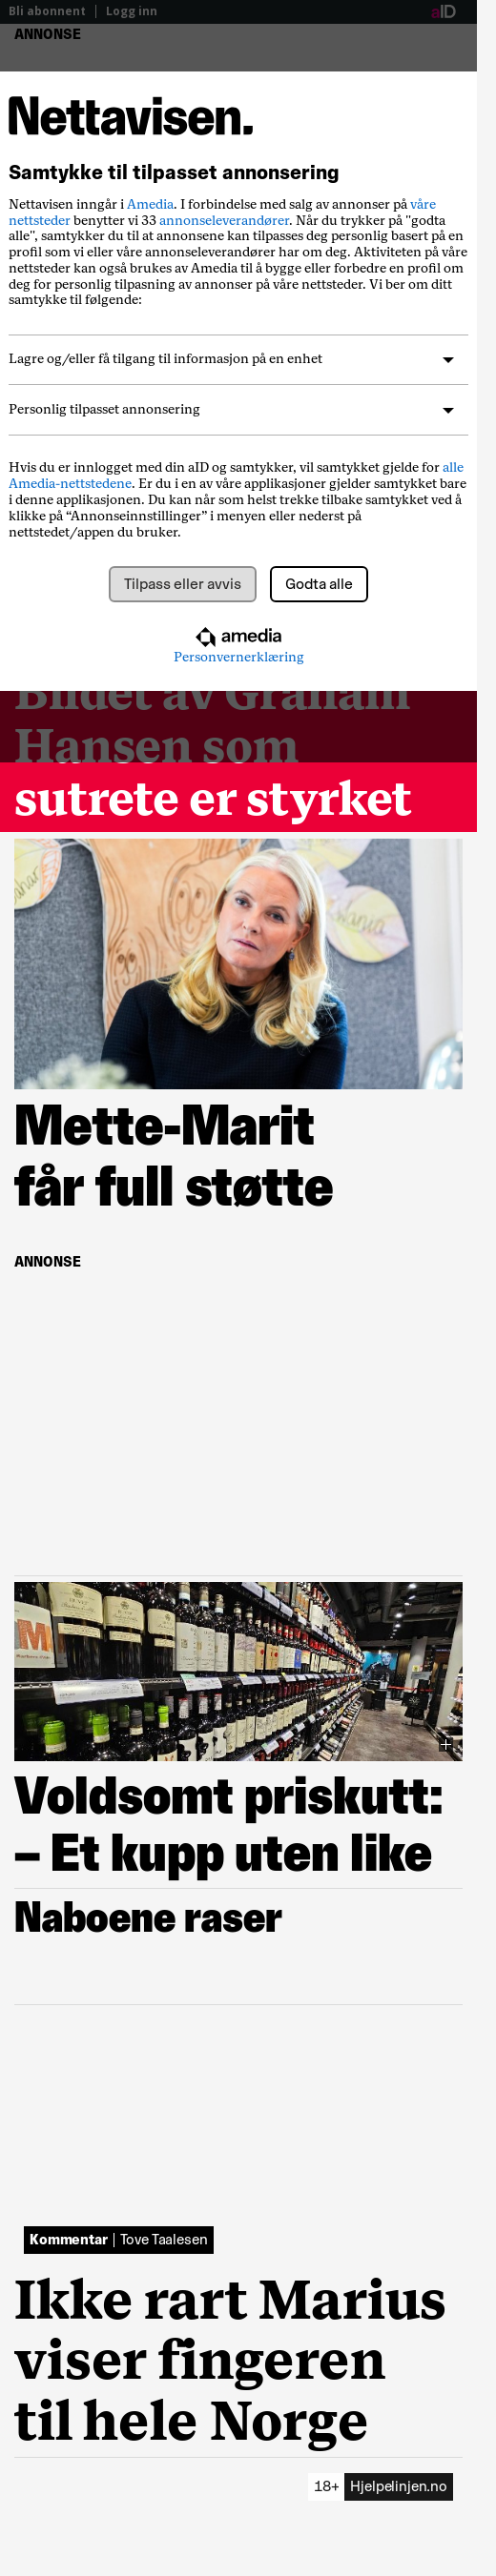 Bli abonnent | Logg inn aID
ANNONSE
Nettavisen.
Samtykke til tilpasset annonsering
Nettavisen inngår i Amedia. I forbindelse med salg av annonser på våre
nettsteder benytter vi 33 annonseleverandører. Når du trykker på "godta
alle", samtykker du til at annonsene kan tilpasses deg personlig basert på en
profil som vi eller våre annonseleverandører har om deg. Aktiviteten på våre
nettsteder kan også brukes av Amedia til å bygge eller forbedre en profil om
deg for personlig tilpasning av annonser på våre nettsteder. Vi ber om ditt
samtykke til følgende:
Lagre og/eller få tilgang til informasjon på en enhet
Personlig tilpasset annonsering
Hvis du er innlogget med din aID og samtykker, vil samtykket gjelde for alle
Amedia-nettstedene. Er du i en av våre applikasjoner gjelder samtykket bare
i denne applikasjonen. Du kan når som helst trekke tilbake samtykket ved å
klikke på “Annonseinnstillinger” i menyen eller nederst på
nettstedet/appen du bruker.
Tilpass eller avvis Godta alle
amedia
Personvernerklæring
Bildet av Graham
Hansen som
sutrete er styrket
Mette-Marit
får full støtte
ANNONSE
Voldsomt priskutt:
– Et kupp uten like
Naboene raser
Kommentar | Tove Taalesen
Ikke rart Marius
viser fingeren
til hele Norge
18+ Hjelpelinjen.no